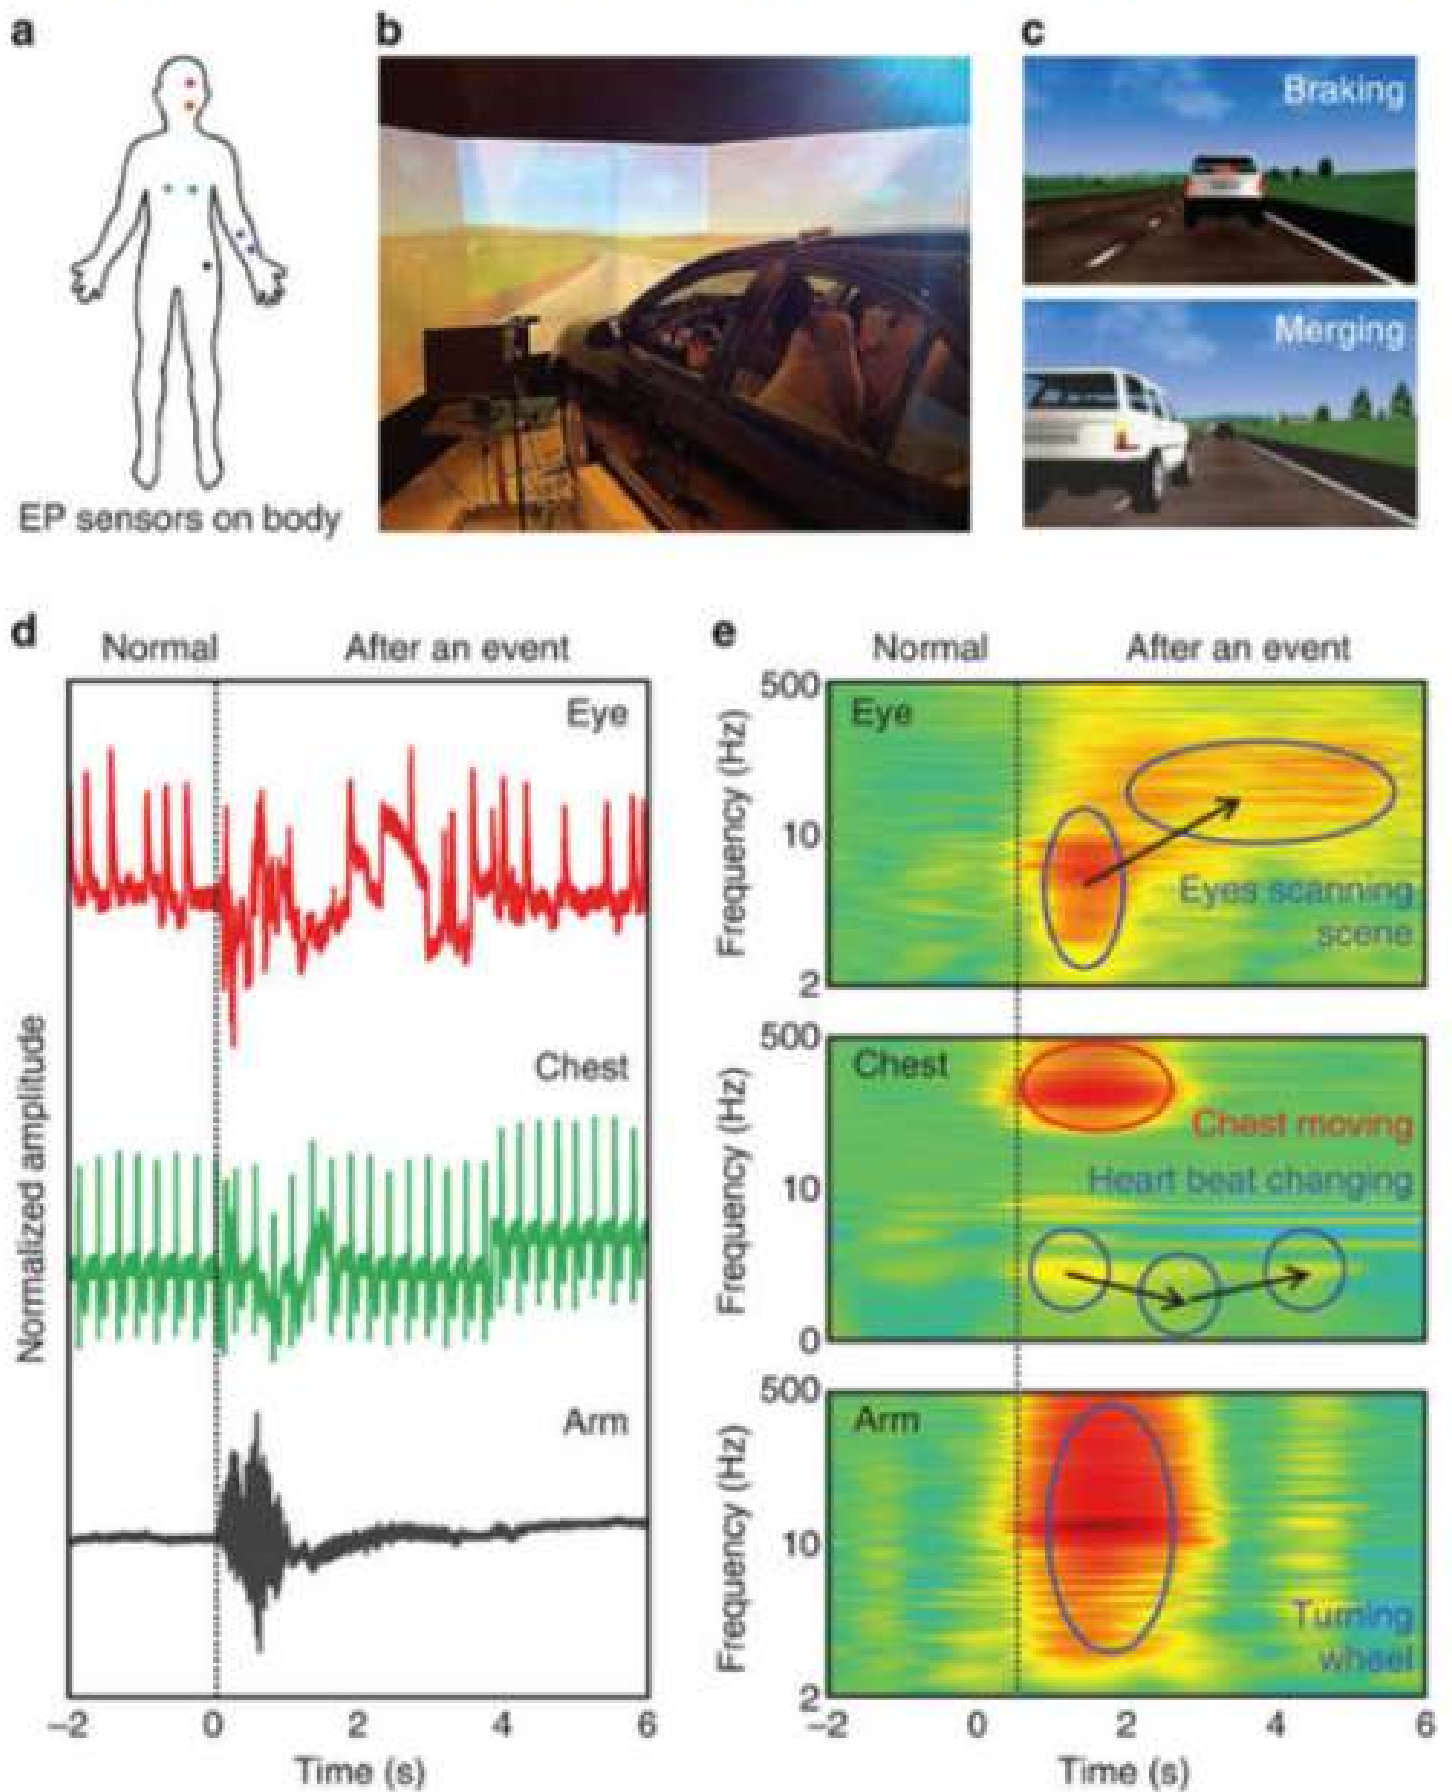 a
b
c
Braking
Merging
EP sensors on body
d
Normal After an event
Eye
Chest
Arm
Normalized amplitude
–2 0 2 4 6
Time (s)
e
Normal After an event
500
10
2
Frequency (Hz)
Eye
Eyes scanning
scene
500
10
0
Frequency (Hz)
Chest
Chest moving
Heart beat changing
500
10
2
Frequency (Hz)
Arm
Turning
wheel
–2 0 2 4 6
Time (s)